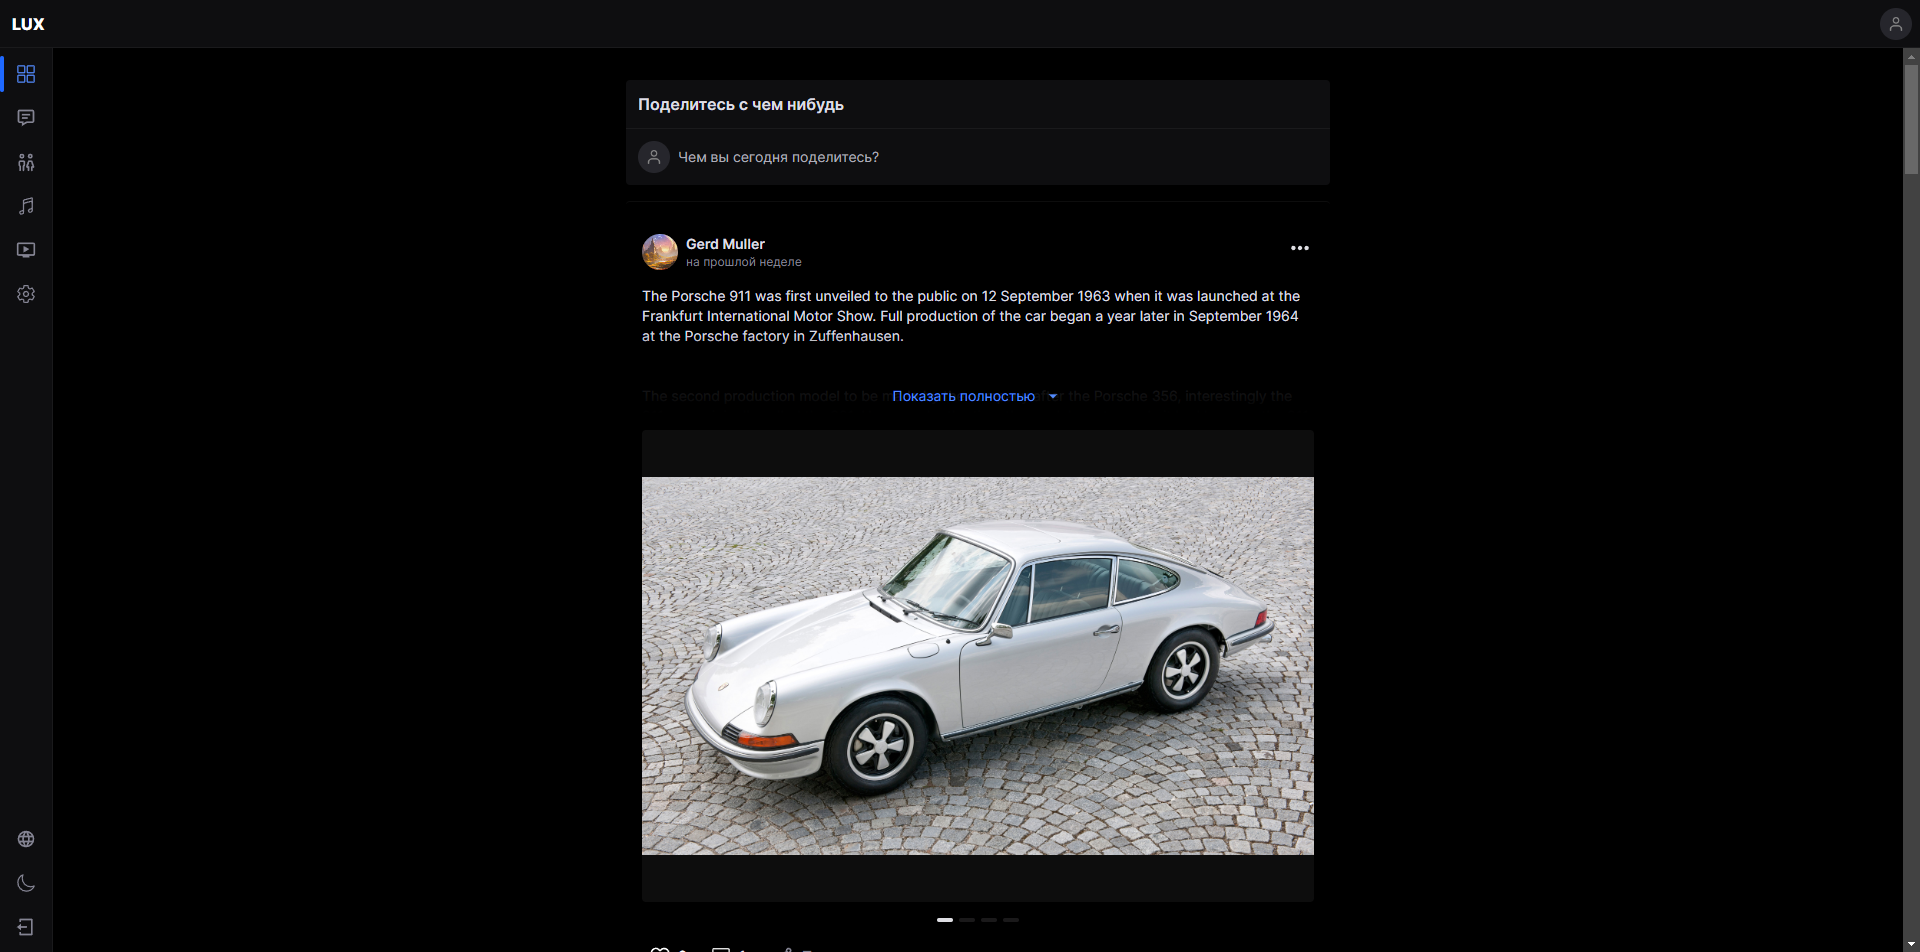 LUX
Поделитесь с чем нибудь
Чем вы сегодня поделитесь?
Gerd Muller
на прошлой неделе
The Porsche 911 was first unveiled to the public on 12 September 1963 when it was launched at the
Frankfurt International Motor Show. Full production of the car began a year later in September 1964
at the Porsche factory in Zuffenhausen.
The second production model to be Показать полностью the Porsche 356, interestingly the